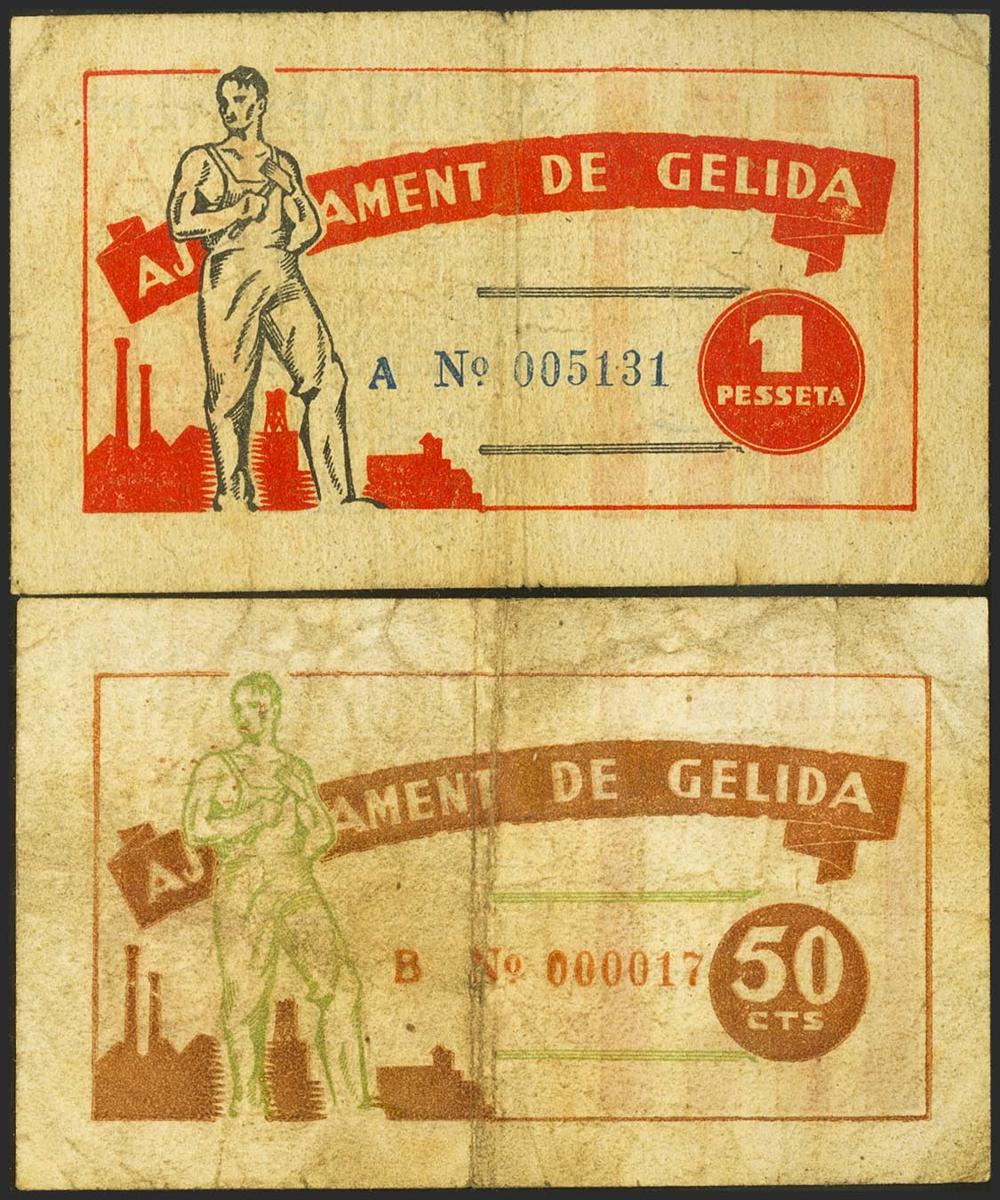 AJ AMENT DE GELIDA
A Nº 005131
1
PESSETA
AJ AMENT DE GELIDA
B Nº 000017
50
CTS